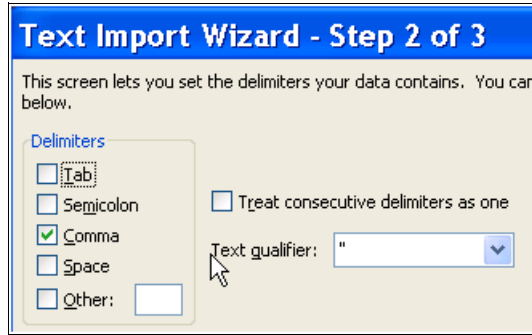 Text Import Wizard - Step 2 of 3
This screen lets you set the delimiters your data contains. You can
below.
Delimiters
Tab
Semicolon
Treat consecutive delimiters as one
Comma
Text qualifier: "
Space
Other: